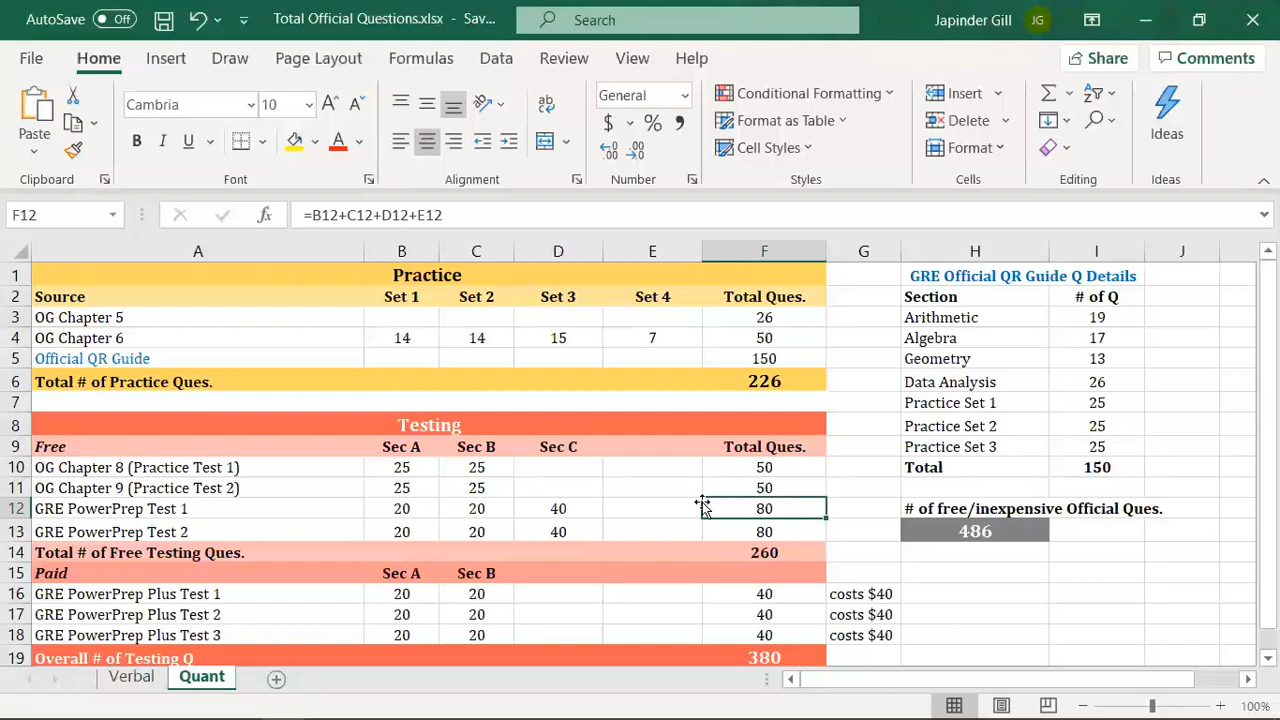 AutoSave Off Total Official Questions.xlsx - Sav... Search Japinder Gill JG
File Home Insert Draw Page Layout Formulas Data Review View Help Share Comments
Paste Cambria 10 General Conditional Formatting Insert Ideas
B I U $ % Format as Table Delete
Cell Styles Format
Clipboard Font Alignment Number Styles Cells Editing Ideas
F12 fx =B12+C12+D12+E12
A B C D E F G H I J
1 Practice GRE Official QR Guide Q Details
2 Source Set 1 Set 2 Set 3 Set 4 Total Ques. Section # of Q
3 OG Chapter 5 26 Arithmetic 19
4 OG Chapter 6 14 14 15 7 50 Algebra 17
5 Official QR Guide 150 Geometry 13
6 Total # of Practice Ques. 226 Data Analysis 26
7 Practice Set 1 25
8 Testing Practice Set 2 25
9 Free Sec A Sec B Sec C Total Ques. Practice Set 3 25
10 OG Chapter 8 (Practice Test 1) 25 25 50 Total 150
11 OG Chapter 9 (Practice Test 2) 25 25 50
12 GRE PowerPrep Test 1 20 20 40 80 # of free/inexpensive Official Ques.
13 GRE PowerPrep Test 2 20 20 40 80 486
14 Total # of Free Testing Ques. 260
15 Paid Sec A Sec B
16 GRE PowerPrep Plus Test 1 20 20 40 costs $40
17 GRE PowerPrep Plus Test 2 20 20 40 costs $40
18 GRE PowerPrep Plus Test 3 20 20 40 costs $40
19 Overall # of Testing Q 380
Verbal Quant
100%